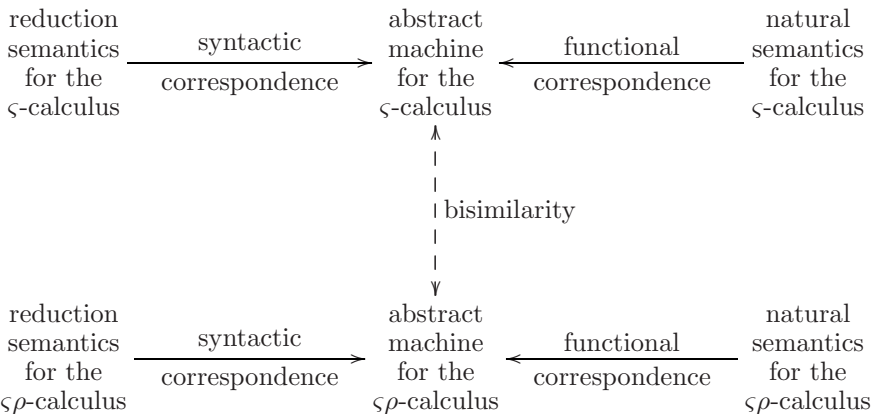 reduction
semantics
for the
ς-calculus
syntactic
correspondence
abstract
machine
for the
ς-calculus
functional
correspondence
natural
semantics
for the
ς-calculus
bisimilarity
reduction
semantics
for the
ςρ-calculus
syntactic
correspondence
abstract
machine
for the
ςρ-calculus
functional
correspondence
natural
semantics
for the
ςρ-calculus